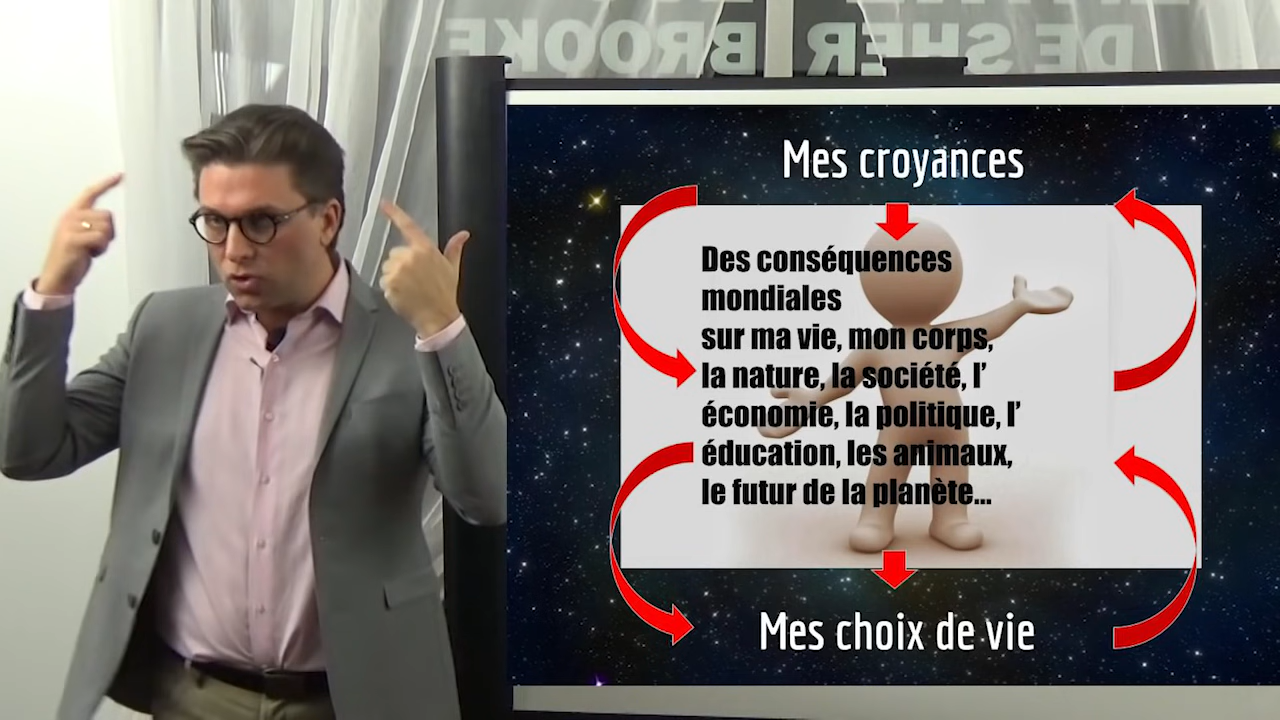 DE SHERBROOKE
Mes croyances
Des conséquences
mondiales
sur ma vie, mon corps,
la nature, la société, l’
économie, la politique, l’
éducation, les animaux,
le futur de la planète...
Mes choix de vie